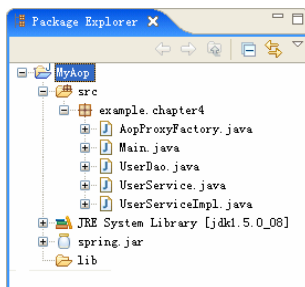 Package Explorer
MyAop
src
example.chapter4
AopProxyFactory.java
Main.java
UserDao.java
UserService.java
UserServiceImpl.java
JRE System Library [jdk1.5.0_08]
spring.jar
lib